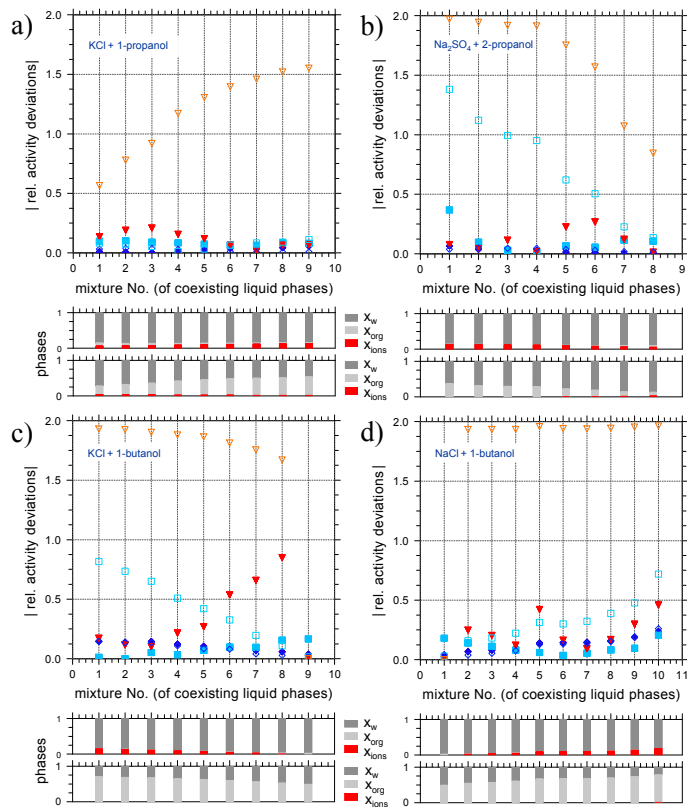 a)
KCl + 1-propanol
| rel. activity deviations |
2.0
1.5
1.0
0.5
0.0
0 1 2 3 4 5 6 7 8 9 10
mixture No. (of coexisting liquid phases)
b)
Na2SO4 + 2-propanol
| rel. activity deviations |
2.0
1.5
1.0
0.5
0.0
0 1 2 3 4 5 6 7 8 9
mixture No. (of coexisting liquid phases)
phases
1
0
1
0
Xw
Xorg
Xions
Xw
Xorg
Xions
1
0
1
0
c)
KCl + 1-butanol
| rel. activity deviations |
2.0
1.5
1.0
0.5
0.0
0 1 2 3 4 5 6 7 8 9 10
mixture No. (of coexisting liquid phases)
d)
NaCl + 1-butanol
| rel. activity deviations |
2.0
1.5
1.0
0.5
0.0
0 1 2 3 4 5 6 7 8 9 10 11
mixture No. (of coexisting liquid phases)
phases
1
0
1
0
Xw
Xorg
Xions
Xw
Xorg
Xions
1
0
1
0